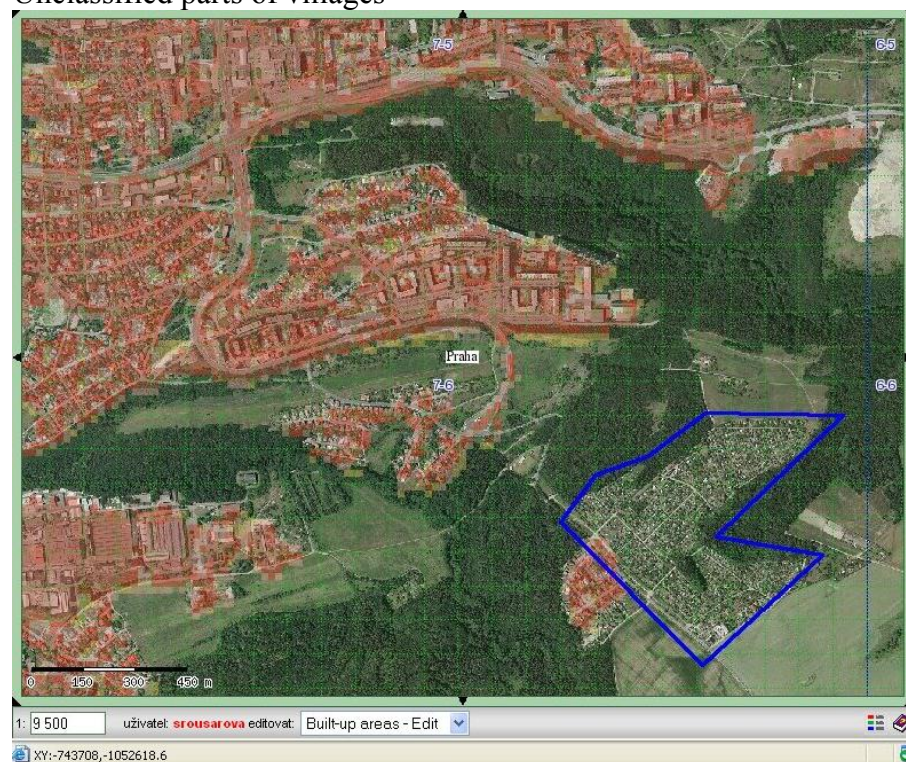 Unclassified parts of villages
7-5
6-5
Praha
7-6
6-6
0 150 300 450 m
1: 9 500 uživatel: srousarova editovat: Built-up areas - Edit
XY:-743708,-1052618.6